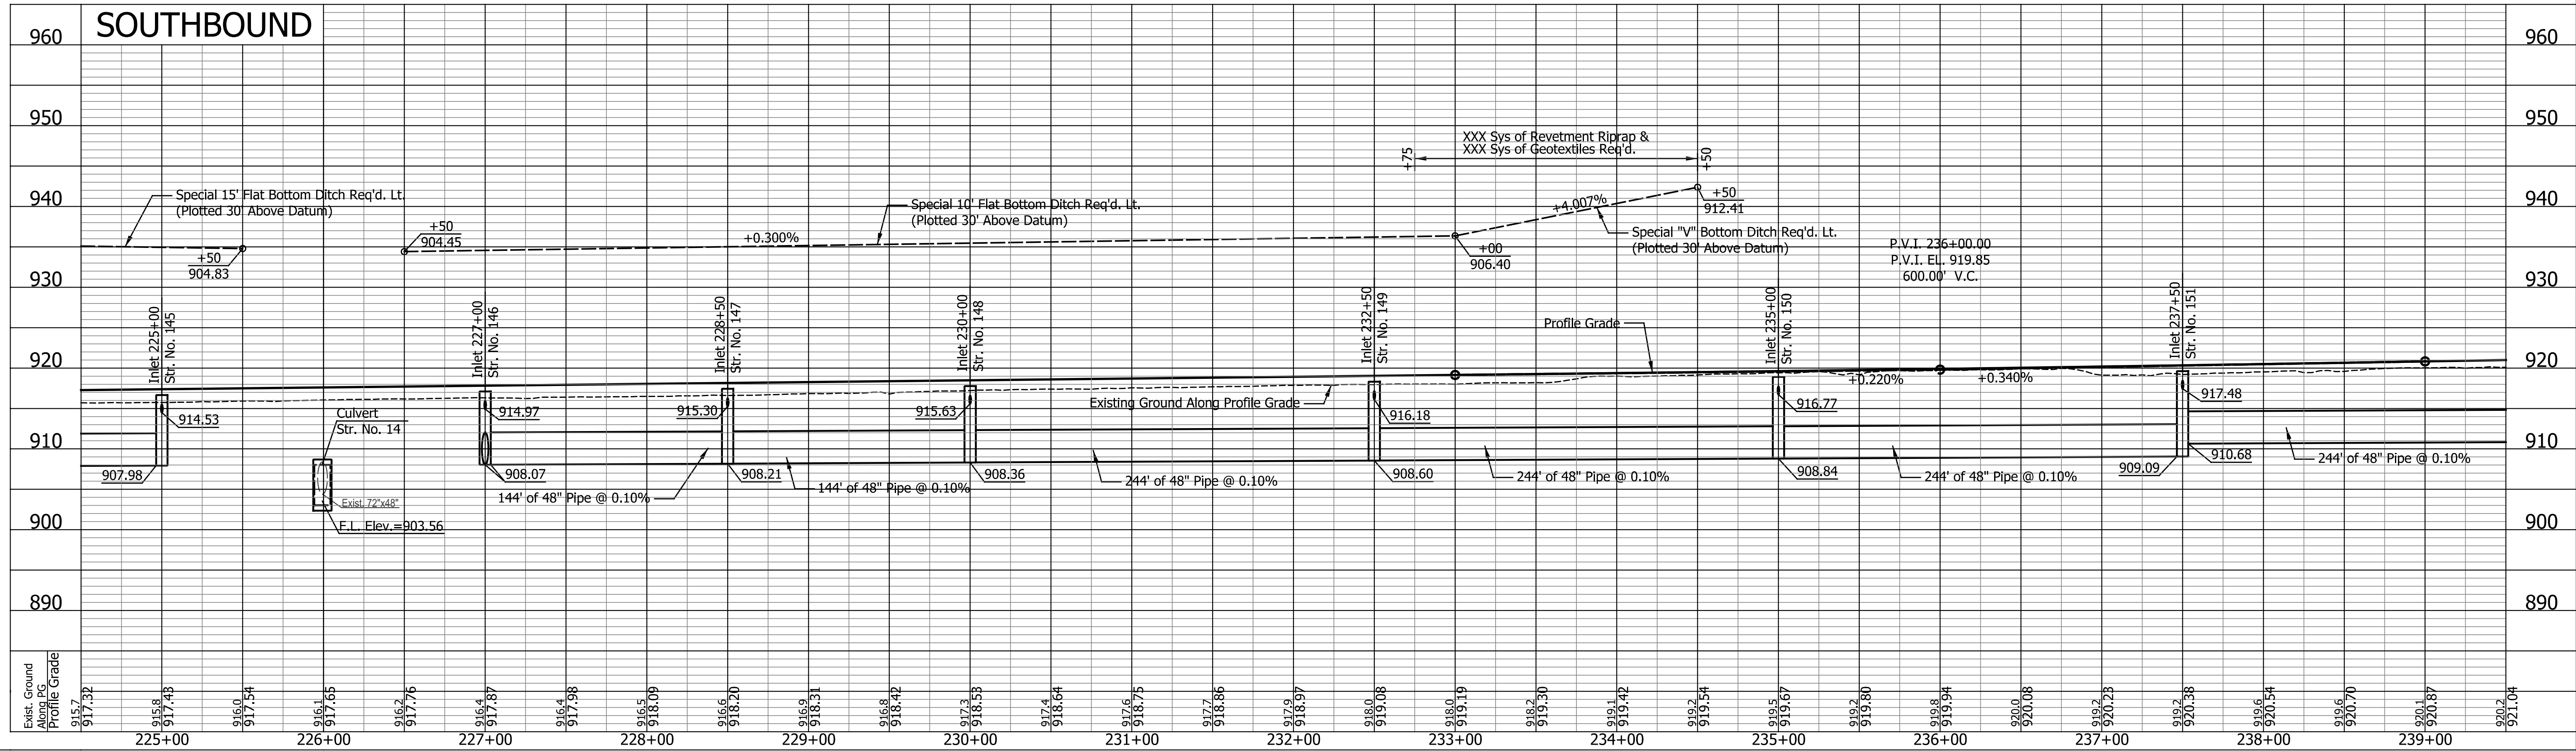 SOUTHBOUND
960
960
950
950
940
940
930
930
920
920
910
910
900
900
890
890
XXX Sys of Revetment Riprap &
XXX Sys of Geotextiles Req'd.
+75
+50
Special 15' Flat Bottom Ditch Req'd. Lt.
(Plotted 30' Above Datum)
+50
904.83
+50
904.45
+0.300%
Special 10' Flat Bottom Ditch Req'd. Lt.
(Plotted 30' Above Datum)
+00
906.40
+4.007%
+50
912.41
Special "V" Bottom Ditch Req'd. Lt.
(Plotted 30' Above Datum)
P.V.I. 236+00.00
P.V.I. EL. 919.85
600.00' V.C.
Inlet 225+00
Str. No. 145
Inlet 227+00
Str. No. 146
Inlet 228+50
Str. No. 147
Inlet 230+00
Str. No. 148
Inlet 232+50
Str. No. 149
Inlet 235+00
Str. No. 150
Inlet 237+50
Str. No. 151
Profile Grade
+0.220%
+0.340%
Existing Ground Along Profile Grade
914.53
907.98
Culvert
Str. No. 14
Exist. 72"x48"
F.L. Elev.=903.56
914.97
908.07
144' of 48" Pipe @ 0.10%
915.30
908.21
144' of 48" Pipe @ 0.10%
915.63
908.36
244' of 48" Pipe @ 0.10%
916.18
908.60
244' of 48" Pipe @ 0.10%
916.77
908.84
244' of 48" Pipe @ 0.10%
909.09
917.48
910.68
244' of 48" Pipe @ 0.10%
Exist. Ground
Along PG
Profile Grade
915.7
917.32
915.8
917.43
916.0
917.54
916.1
917.65
916.2
917.76
916.4
917.87
916.4
917.98
916.5
918.09
916.6
918.20
916.9
918.31
916.8
918.42
917.3
918.53
917.4
918.64
917.6
918.75
917.7
918.86
917.9
918.97
918.0
919.08
918.0
919.19
918.2
919.30
919.1
919.42
919.2
919.54
919.5
919.67
919.2
919.80
919.8
919.94
920.0
920.08
919.2
920.23
919.2
920.38
919.6
920.54
919.6
920.70
920.1
920.87
920.2
921.04
225+00
226+00
227+00
228+00
229+00
230+00
231+00
232+00
233+00
234+00
235+00
236+00
237+00
238+00
239+00